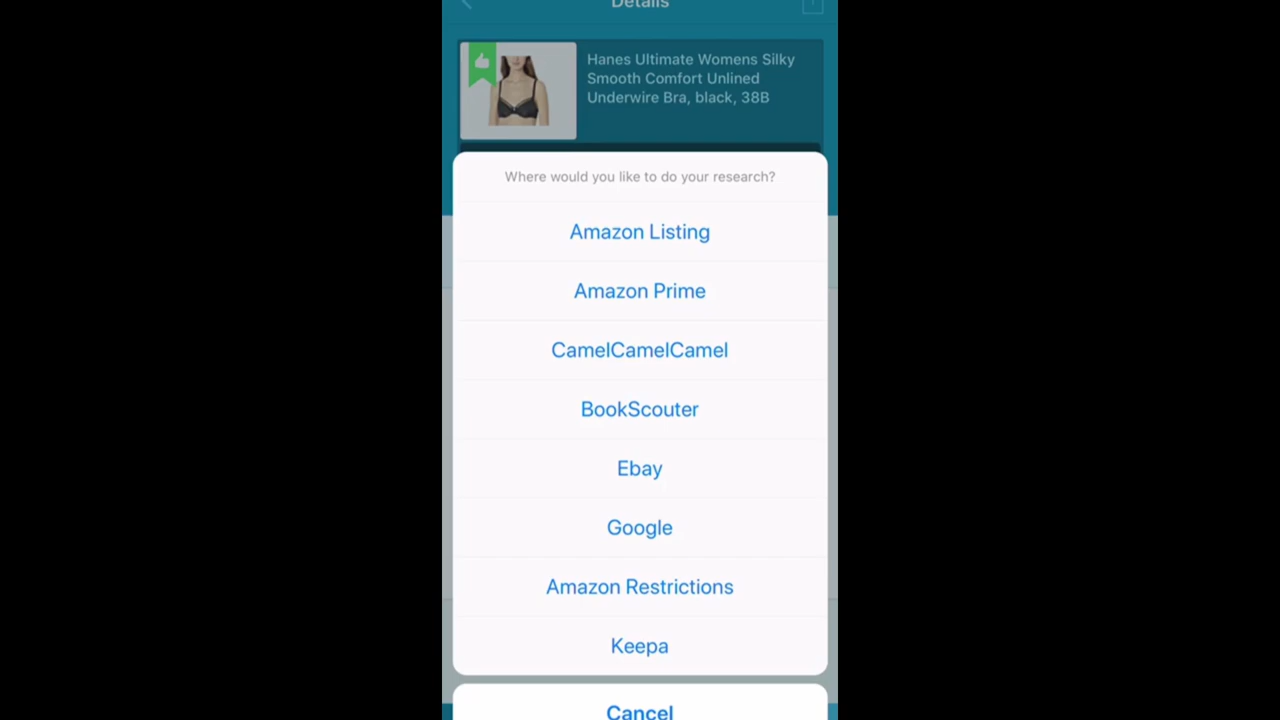 Details
Hanes Ultimate Womens Silky
Smooth Comfort Unlined
Underwire Bra, black, 38B
Where would you like to do your research?
Amazon Listing
Amazon Prime
CamelCamelCamel
BookScouter
Ebay
Google
Amazon Restrictions
Keepa
Cancel